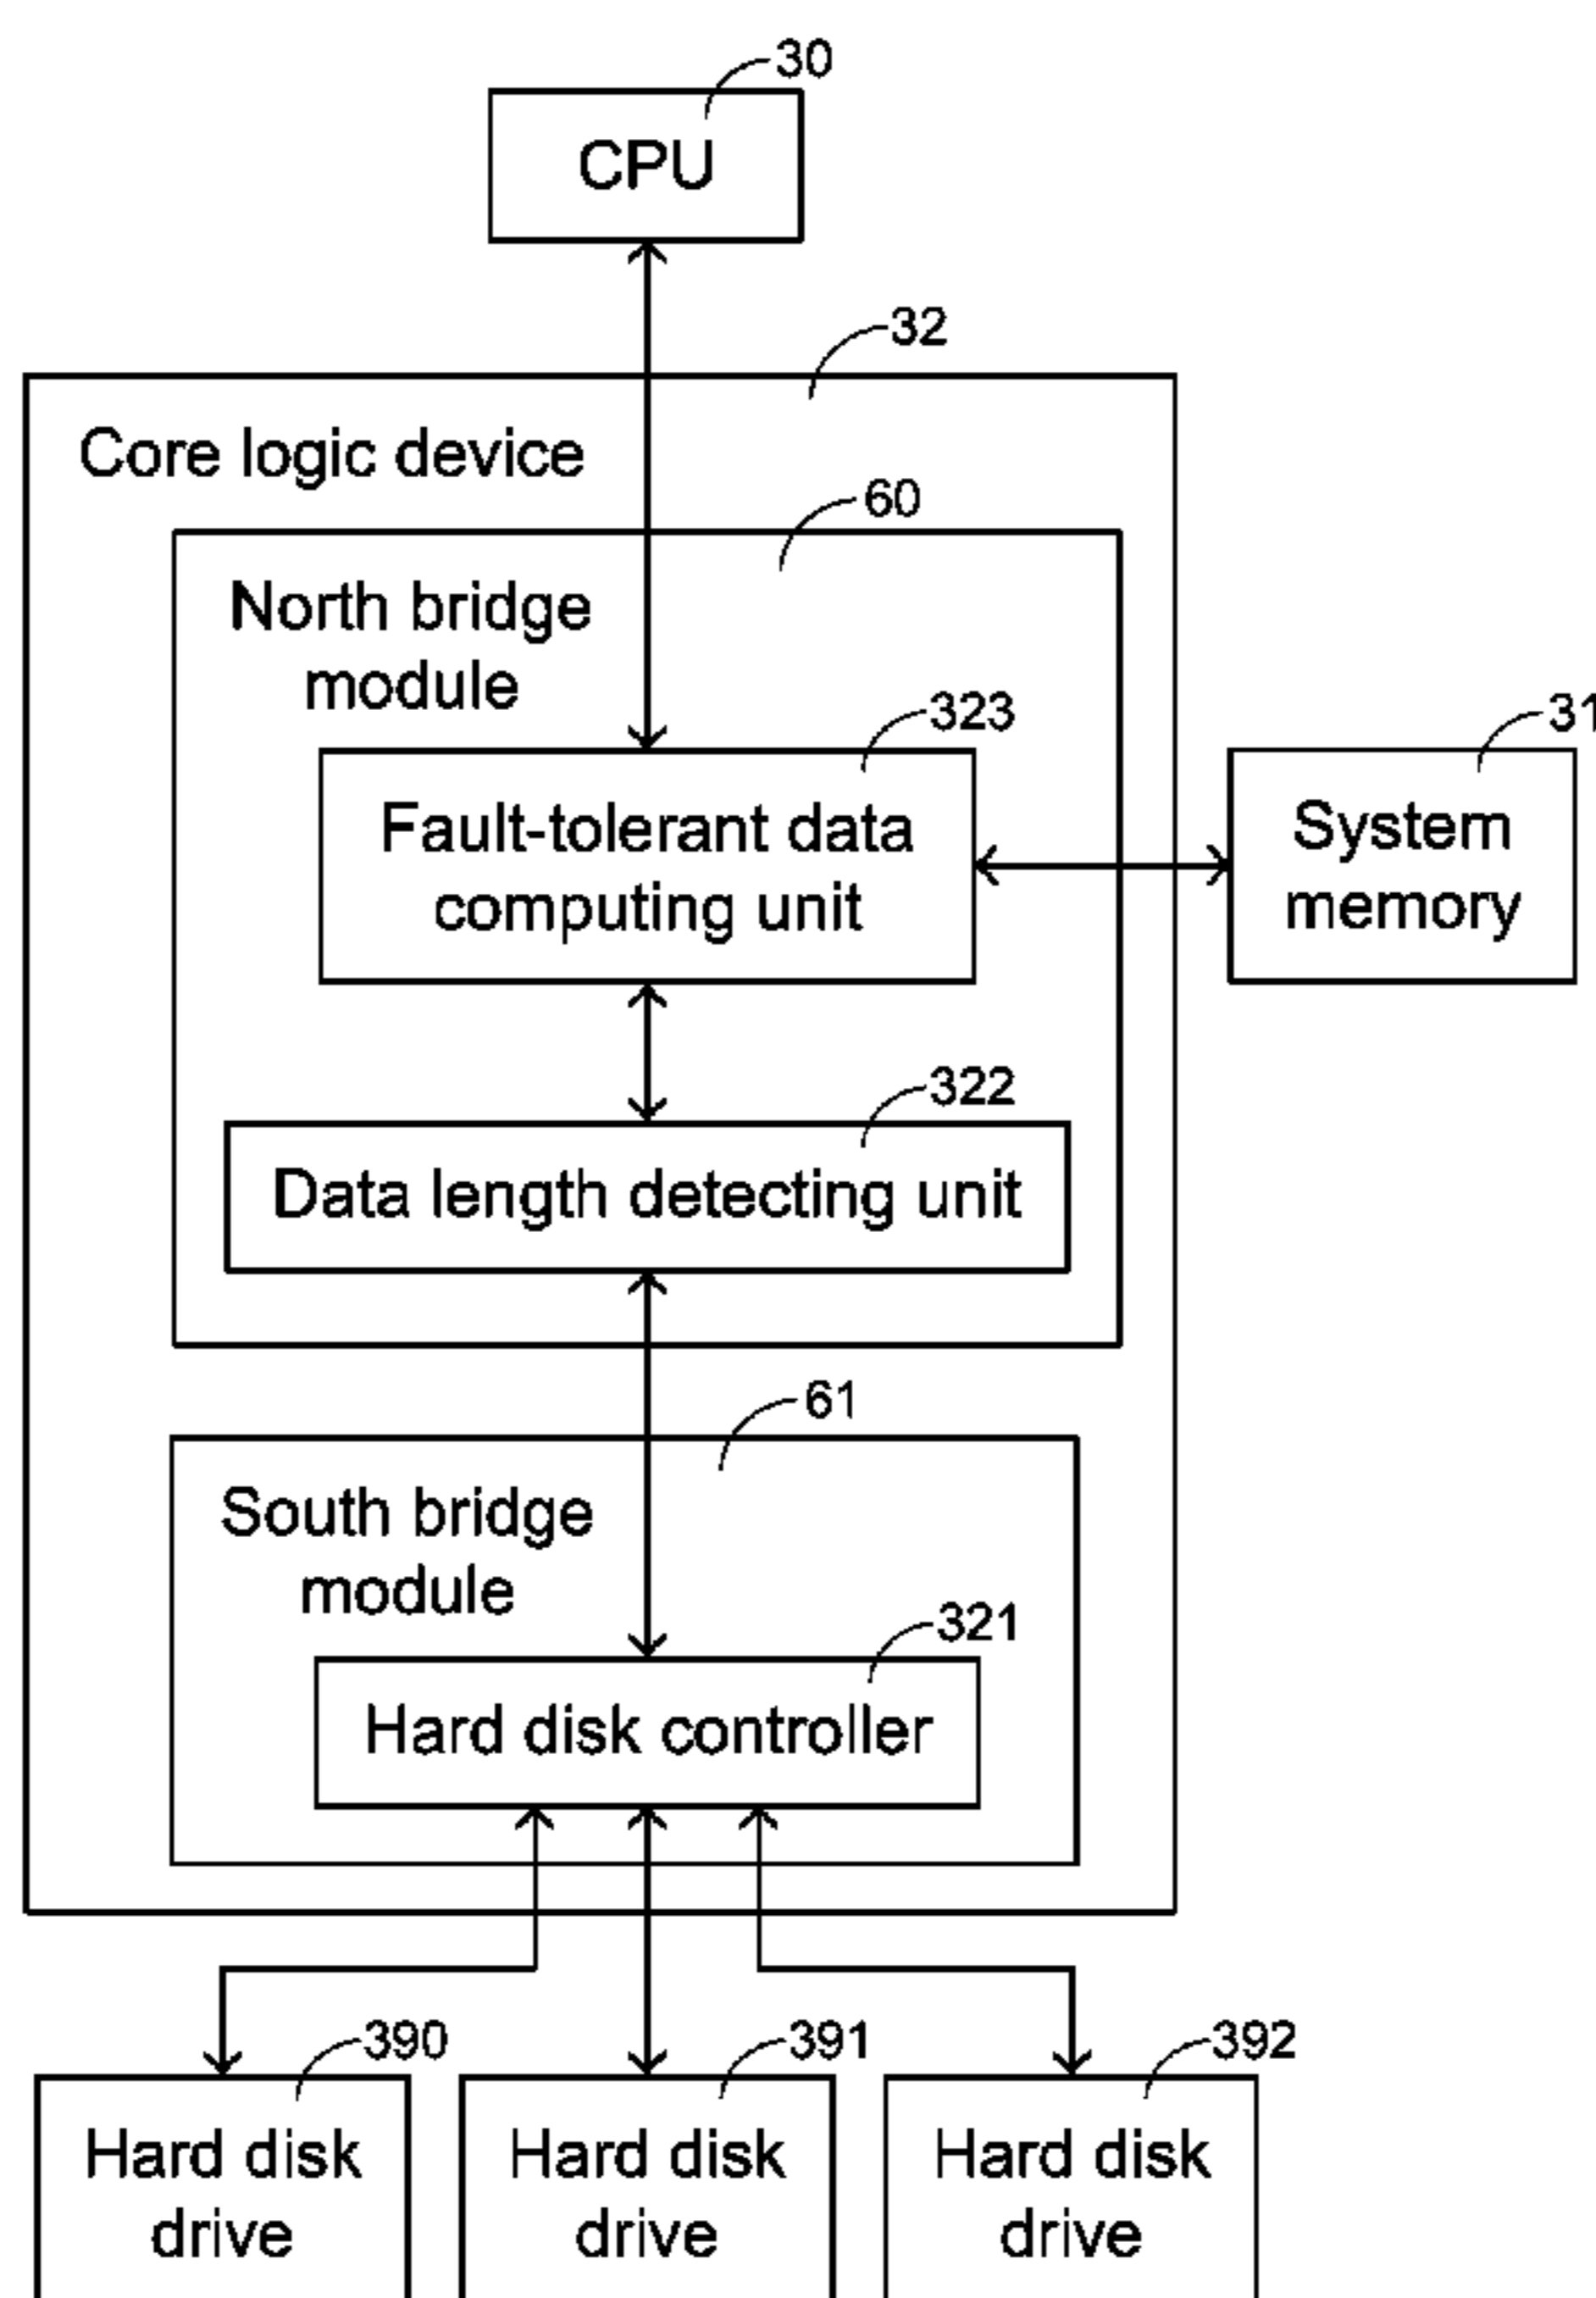 30
CPU
32
Core logic device
60
North bridge
module
323
31
Fault-tolerant data
computing unit
System
memory
322
Data length detecting unit
61
South bridge
module
321
Hard disk controller
390
391
392
Hard disk
drive
Hard disk
drive
Hard disk
drive